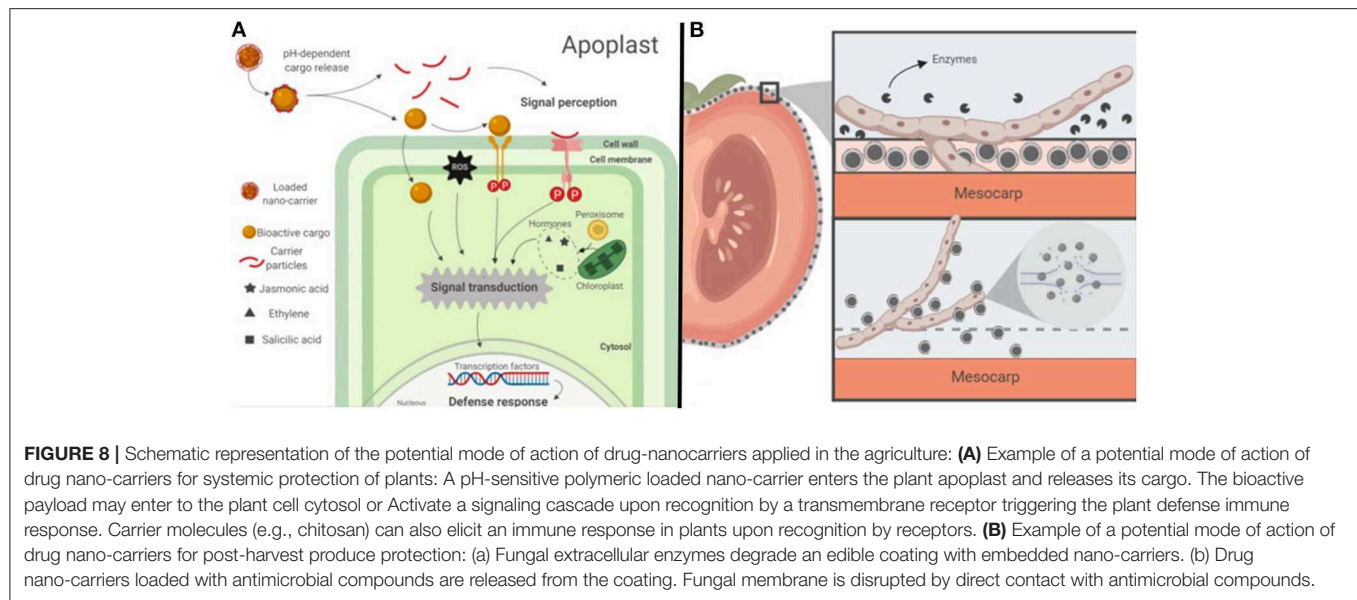 A
B
Apoplast
pH-dependent
cargo release
Signal perception
Cell wall
Cell membrane
ROS
P P
P P
Loaded
nano-carrier
Bioactive cargo
Carrier
particles
Jasmonic acid
Ethylene
Salicilic acid
Hormones
Peroxisome
Chloroplast
Signal transduction
Cytosol
Transcription factors
Nucleous
Defense response
Enzymes
Mesocarp
Mesocarp
FIGURE 8 | Schematic representation of the potential mode of action of drug-nanocarriers applied in the agriculture: (A) Example of a potential mode of action of
drug nano-carriers for systemic protection of plants: A pH-sensitive polymeric loaded nano-carrier enters the plant apoplast and releases its cargo. The bioactive
payload may enter to the plant cell cytosol or Activate a signaling cascade upon recognition by a transmembrane receptor triggering the plant defense immune
response. Carrier molecules (e.g., chitosan) can also elicit an immune response in plants upon recognition by receptors. (B) Example of a potential mode of action of
drug nano-carriers for post-harvest produce protection: (a) Fungal extracellular enzymes degrade an edible coating with embedded nano-carriers. (b) Drug
nano-carriers loaded with antimicrobial compounds are released from the coating. Fungal membrane is disrupted by direct contact with antimicrobial compounds.